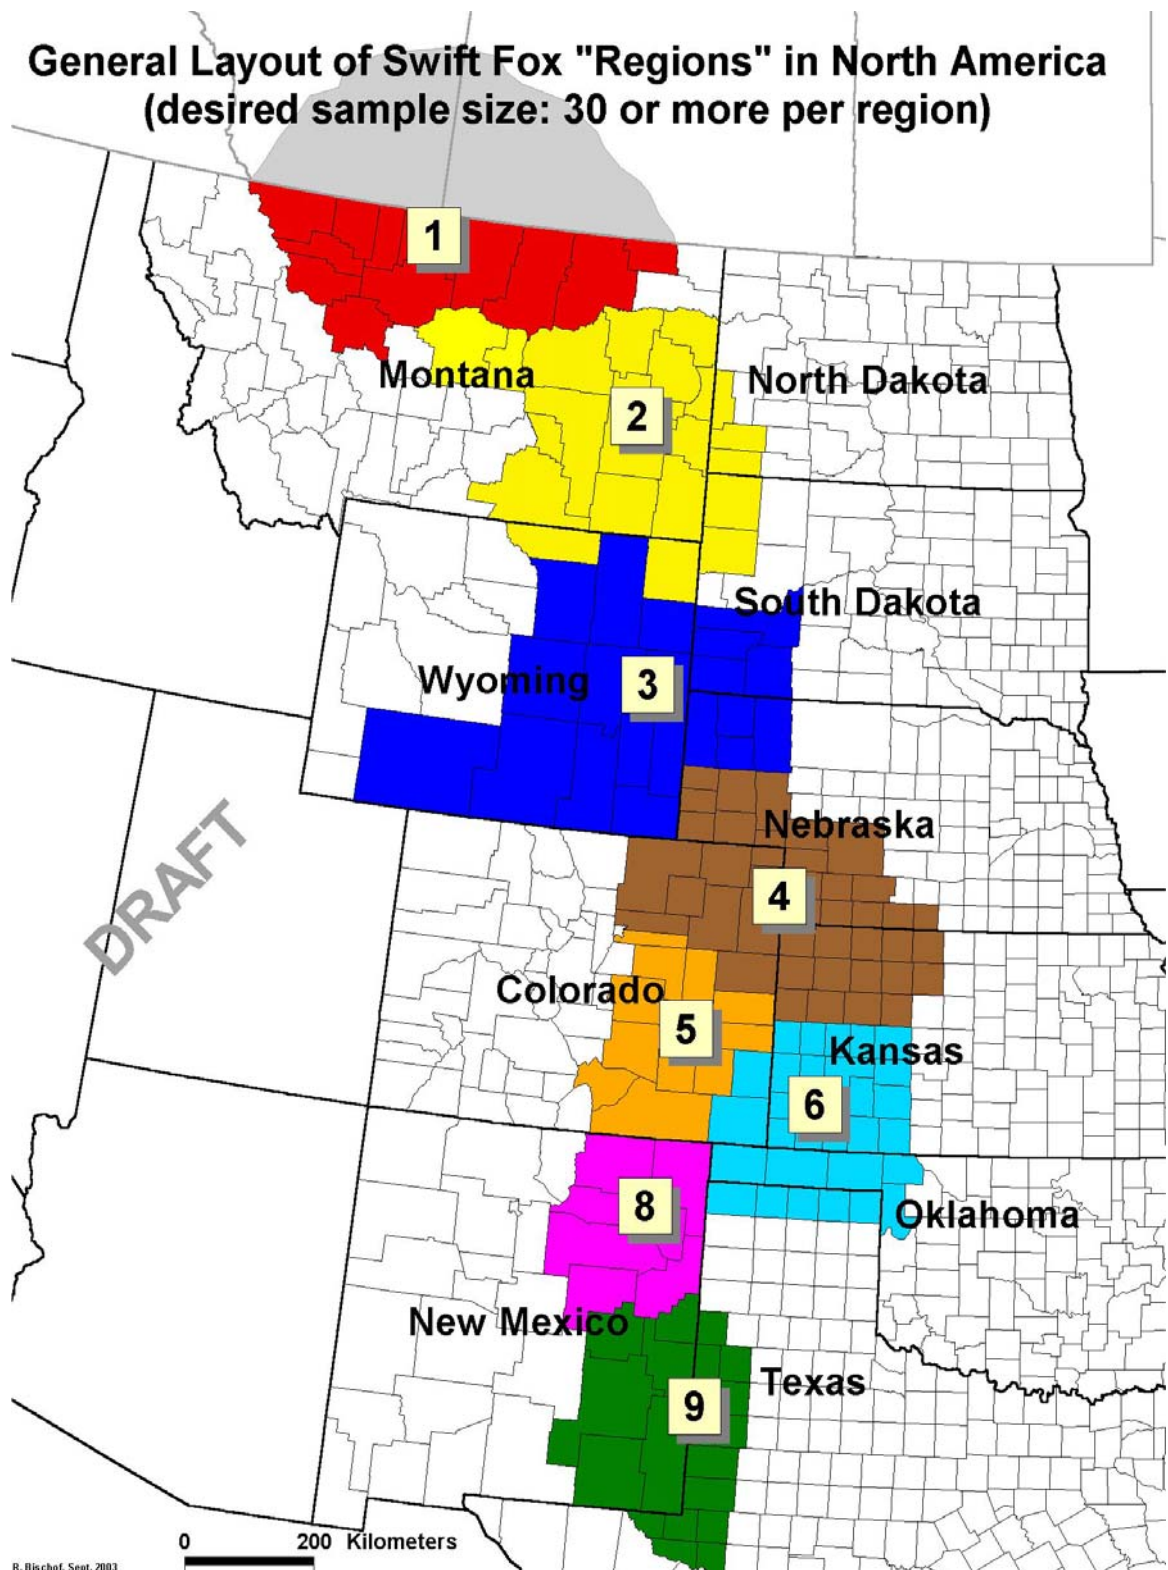 General Layout of Swift Fox "Regions" in North America
(desired sample size: 30 or more per region)
1
Montana
2
North Dakota
South Dakota
Wyoming
3
DRAFT
Nebraska
4
Colorado
5
Kansas
6
8
Oklahoma
New Mexico
Texas
9
0 200 Kilometers
R. Bischof, Sept. 2003